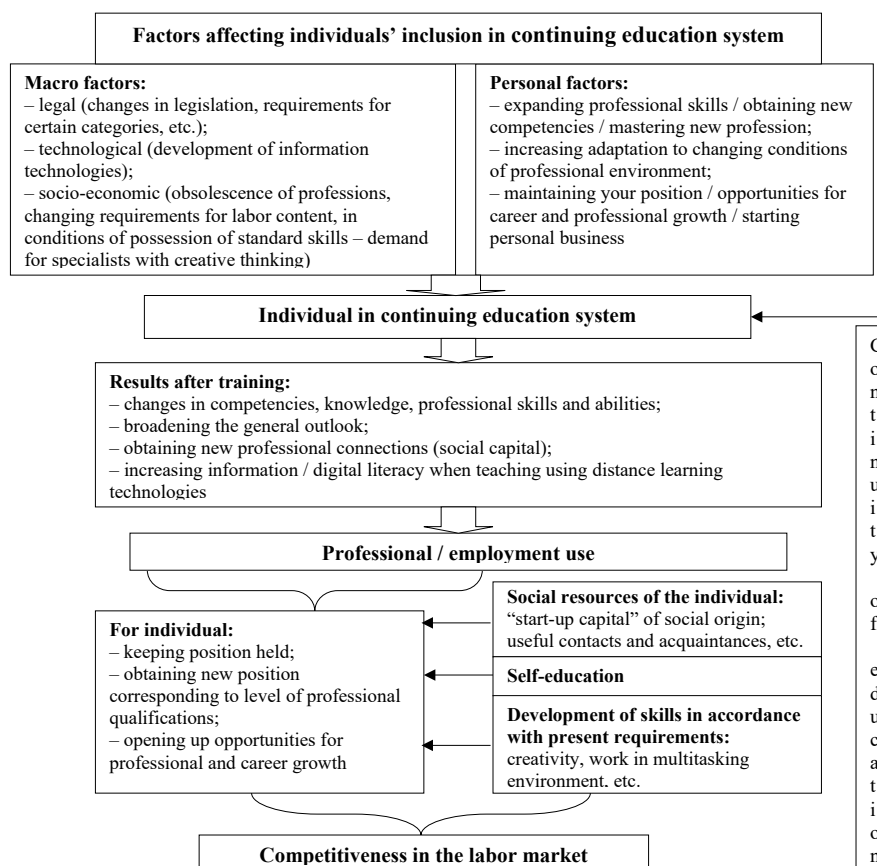 Factors affecting individuals’ inclusion in continuing education system
Macro factors:
– legal (changes in legislation, requirements for
certain categories, etc.);
– technological (development of information
technologies);
– socio-economic (obsolescence of professions,
changing requirements for labor content, in
conditions of possession of standard skills – demand
for specialists with creative thinking)
Personal factors:
– expanding professional skills / obtaining new
competencies / mastering new profession;
– increasing adaptation to changing conditions
of professional environment;
– maintaining your position / opportunities for
career and professional growth / starting
personal business
Individual in continuing education system
Results after training:
– changes in competencies, knowledge, professional skills and abilities;
– broadening the general outlook;
– obtaining new professional connections (social capital);
– increasing information / digital literacy when teaching using distance learning
technologies
Professional / employment use
For individual:
– keeping position held;
– obtaining new position
corresponding to level of professional
qualifications;
– opening up opportunities for
professional and career growth
Social resources of the individual:
“start-up capital” of social origin;
useful contacts and acquaintances, etc.
Self-education
Development of skills in accordance
with present requirements:
creativity, work in multitasking
environment, etc.
Competitiveness in the labor market